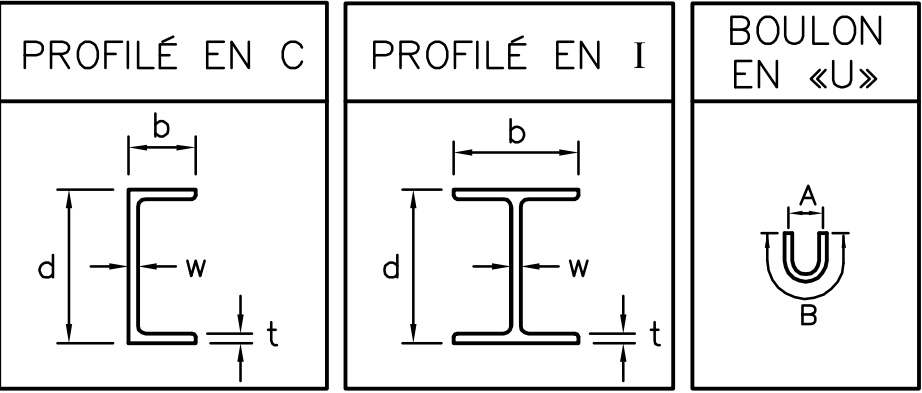 PROFILÉ EN C
b
d
w
t
PROFILÉ EN I
b
d
w
t
BOULON
EN «U»
A
B